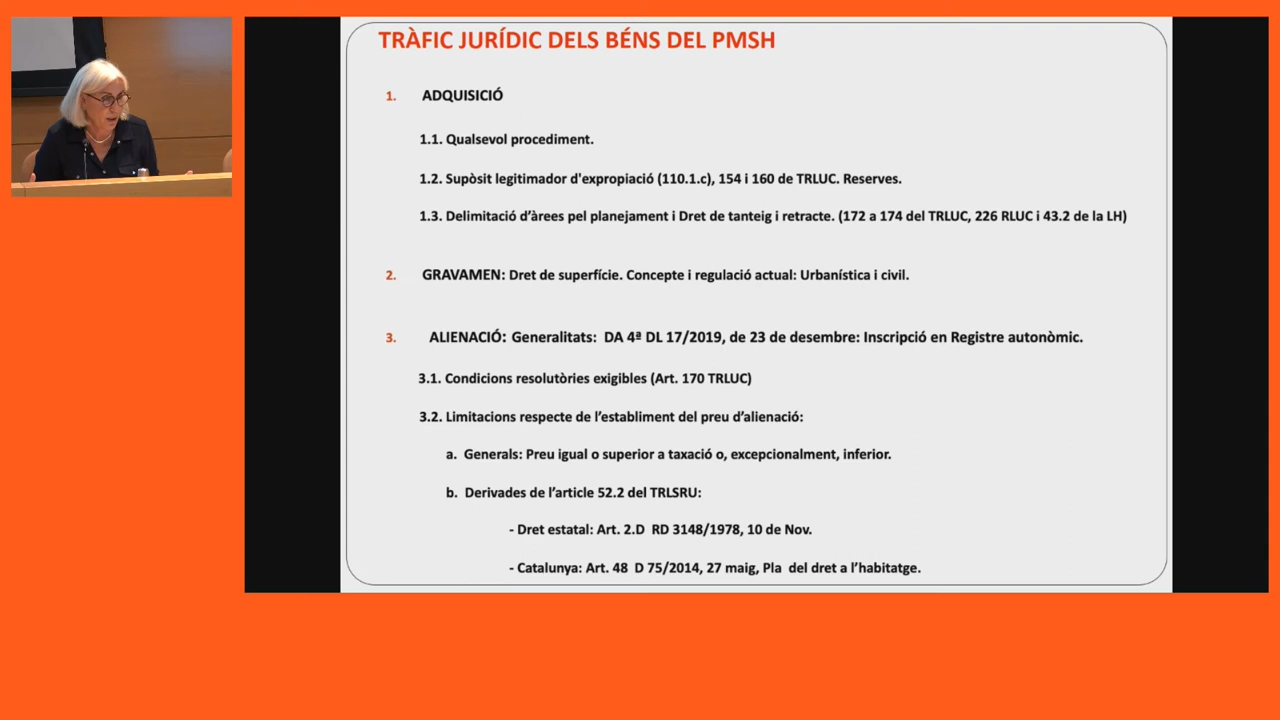 TRÀFIC JURÍDIC DELS BÉNS DEL PMSH
1. ADQUISICIÓ
1.1. Qualsevol procediment.
1.2. Supòsit legitimador d'expropiació (110.1.c), 154 i 160 de TRLUC. Reserves.
1.3. Delimitació d’àrees pel planejament i Dret de tanteig i retracte. (172 a 174 del TRLUC, 226 RLUC i 43.2 de la LH)
2. GRAVAMEN: Dret de superfície. Concepte i regulació actual: Urbanística i civil.
3. ALIENACIÓ: Generalitats: DA 4ª DL 17/2019, de 23 de desembre: Inscripció en Registre autonòmic.
3.1. Condicions resolutòries exigibles (Art. 170 TRLUC)
3.2. Limitacions respecte de l’establiment del preu d’alienació:
a. Generals: Preu igual o superior a taxació o, excepcionalment, inferior.
b. Derivades de l’article 52.2 del TRLSRU:
- Dret estatal: Art. 2.D RD 3148/1978, 10 de Nov.
- Catalunya: Art. 48 D 75/2014, 27 maig, Pla del dret a l’habitatge.